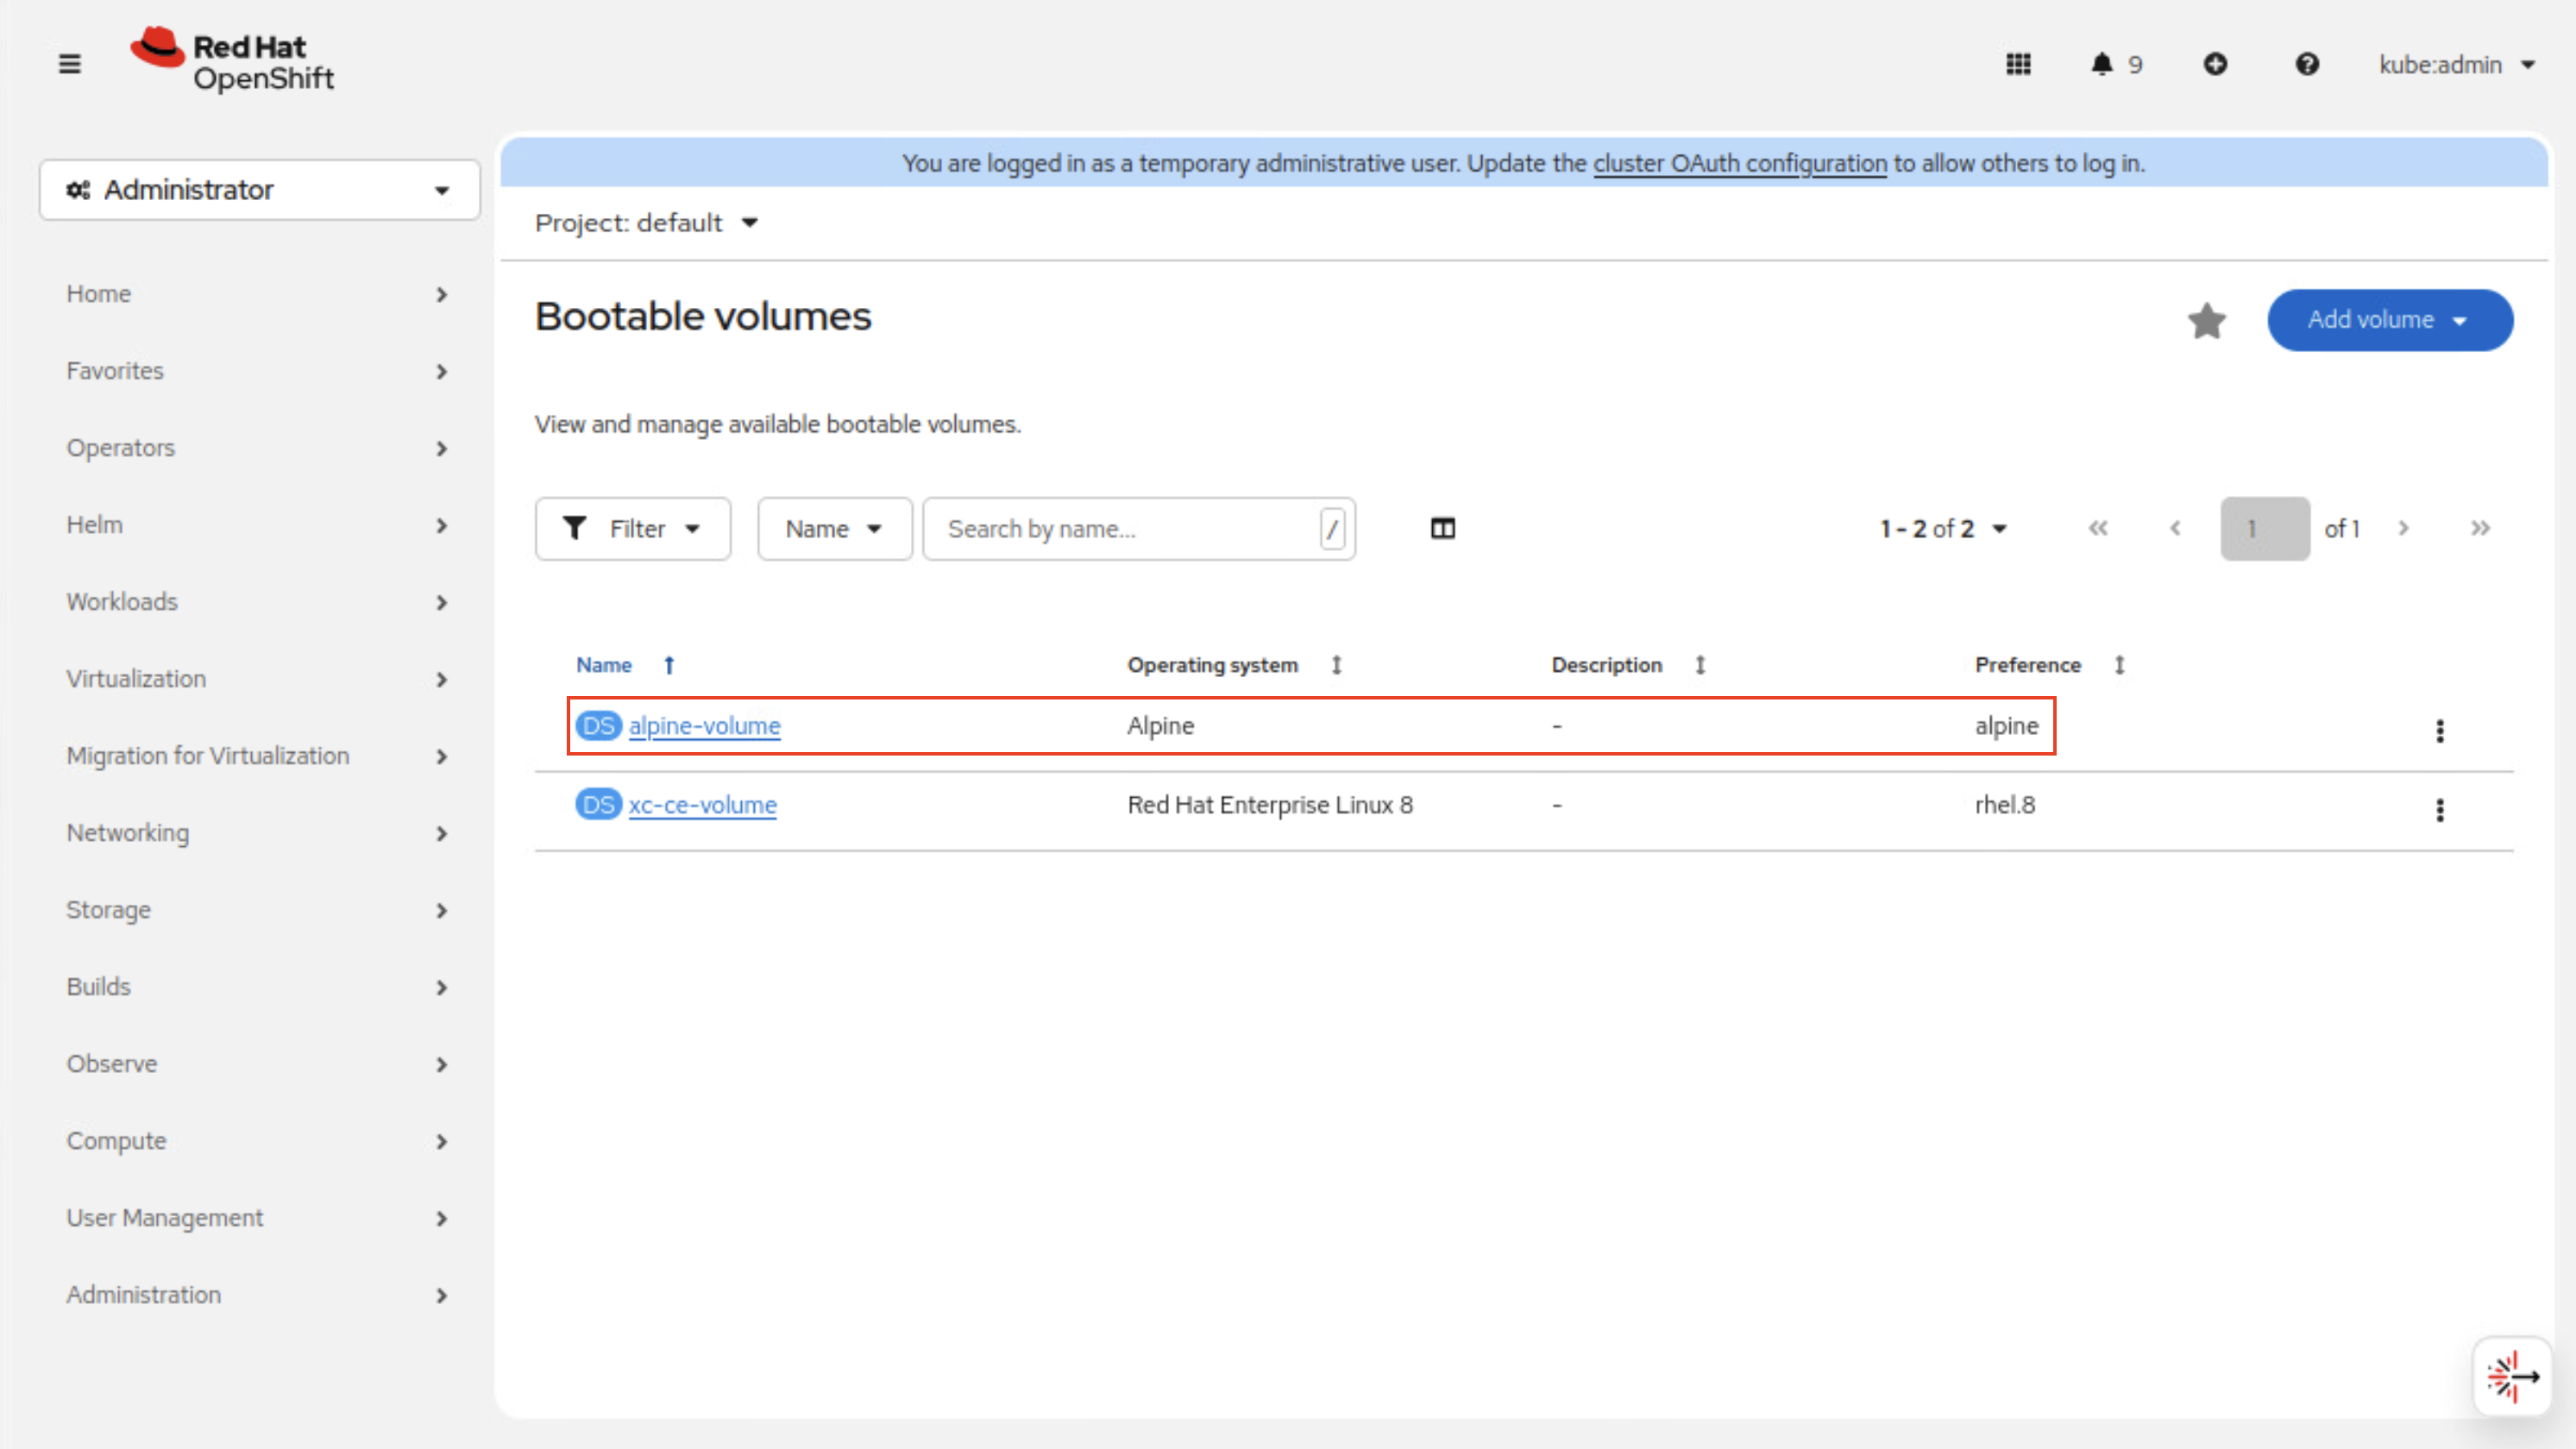 Red Hat
OpenShift
9
kube:admin
Administrator
Home
Favorites
Operators
Helm
Workloads
Virtualization
Migration for Virtualization
Networking
Storage
Builds
Observe
Compute
User Management
Administration
You are logged in as a temporary administrative user. Update the cluster OAuth configuration to allow others to log in.
Project: default
Bootable volumes
Add volume
View and manage available bootable volumes.
Filter Name Search by name... / 1 - 2 of 2 1 of 1
Name Operating system Description Preference
DS alpine-volume Alpine - alpine
DS xc-ce-volume Red Hat Enterprise Linux 8 - rhel.8